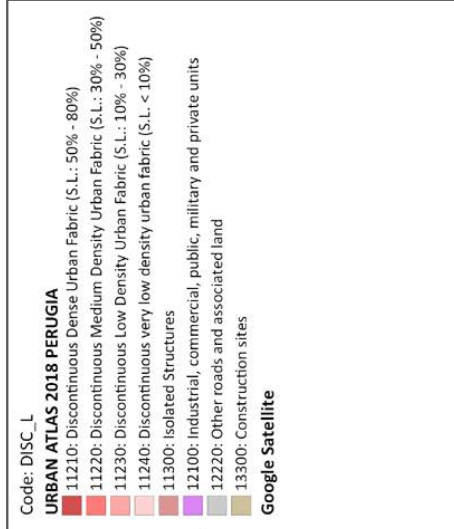 Code: DISC_L
URBAN ATLAS 2018 PERUGIA
11210: Discontinuous Dense Urban Fabric (S.L.: 50% - 80%)
11220: Discontinuous Medium Density Urban Fabric (S.L.: 30% - 50%)
11230: Discontinuous Low Density Urban Fabric (S.L.: 10% - 30%)
11240: Discontinuous very low density urban fabric (S.L. < 10%)
11300: Isolated Structures
12100: Industrial, commercial, public, military and private units
12220: Other roads and associated land
13300: Construction sites
Google Satellite